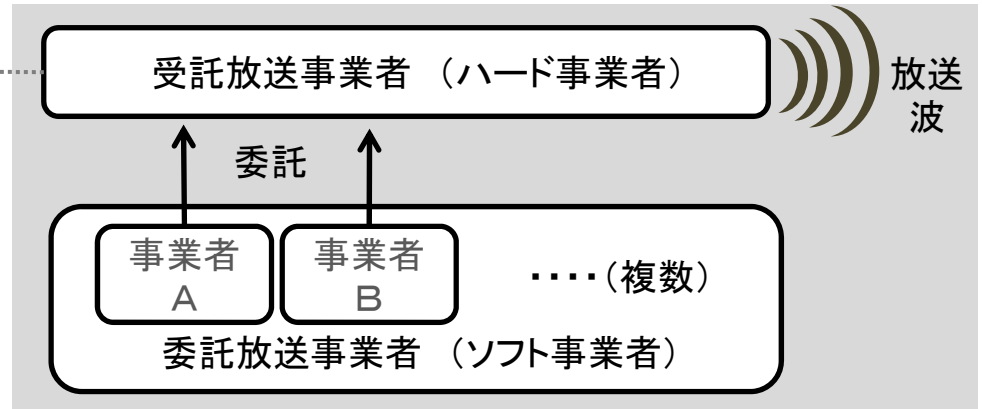 受託放送事業者 （ハード事業者）
放送
波
委託
事業者
A
事業者
B
････（複数）
委託放送事業者 （ソフト事業者）